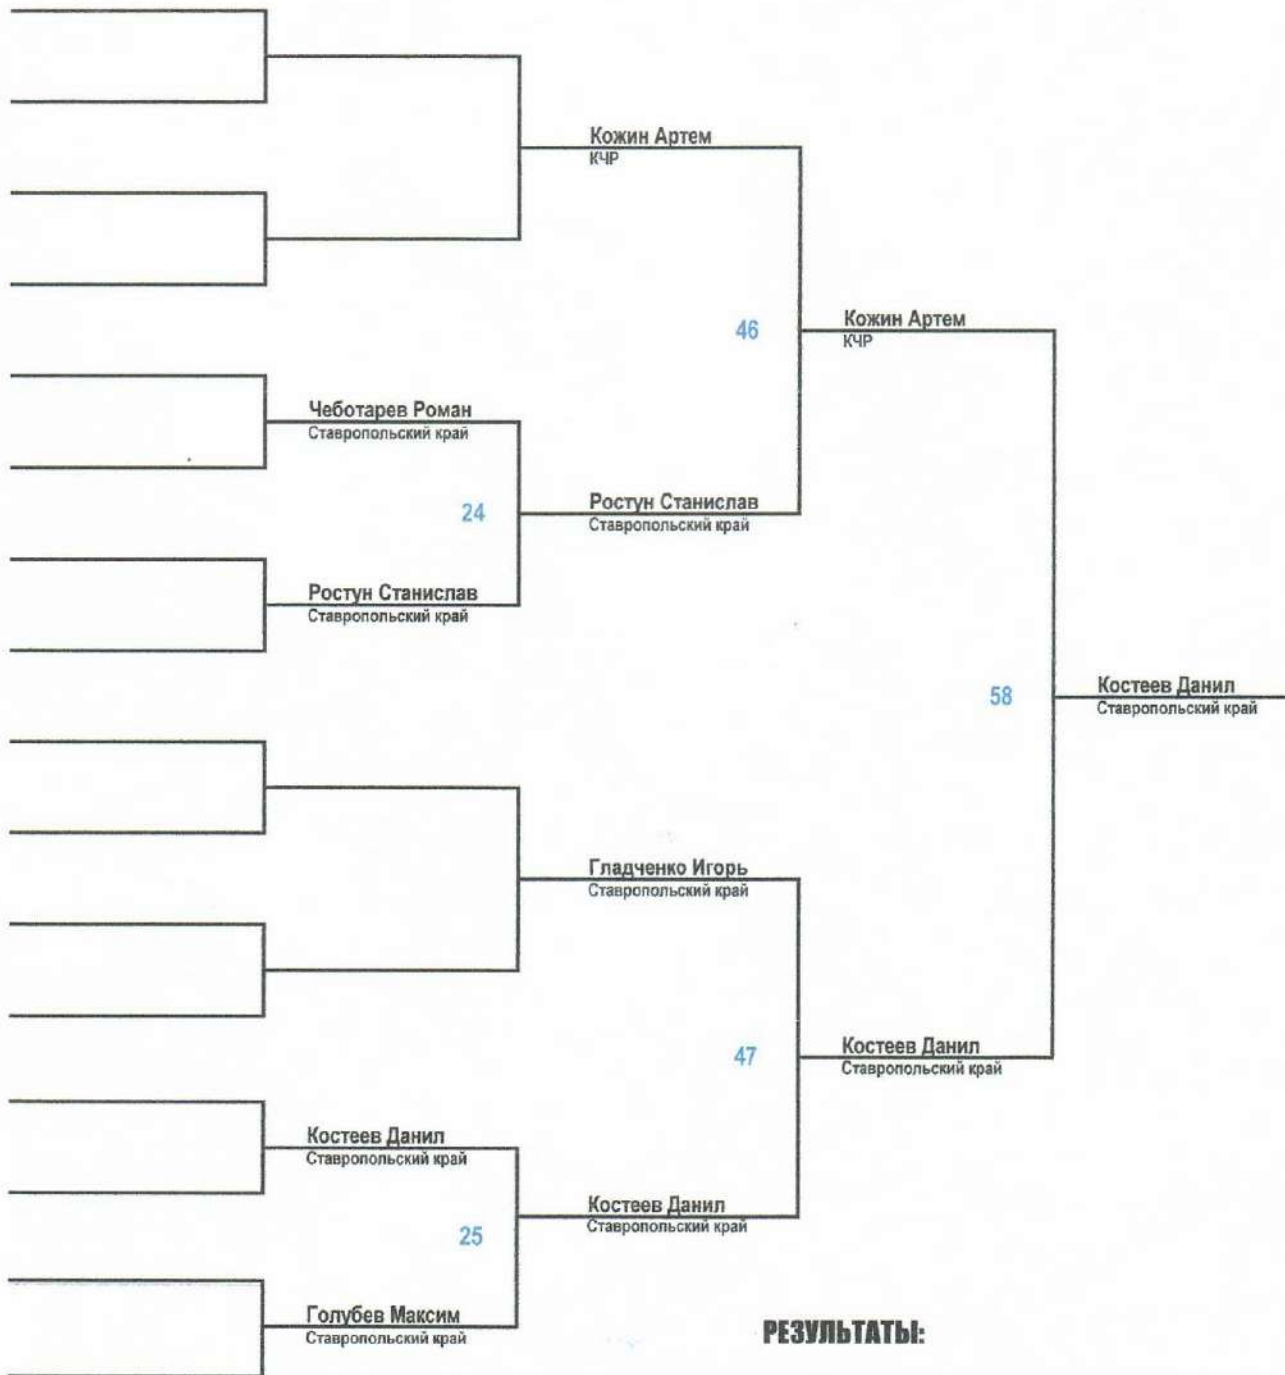 Кожин Артем
КЧР
46
Кожин Артем
КЧР
Чеботарев Роман
Ставропольский край
24
Ростун Станислав
Ставропольский край
Ростун Станислав
Ставропольский край
58
Костеев Данил
Ставропольский край
Гладченко Игорь
Ставропольский край
47
Костеев Данил
Ставропольский край
Костеев Данил
Ставропольский край
25
Костеев Данил
Ставропольский край
Голубев Максим
Ставропольский край
РЕЗУЛЬТАТЫ: